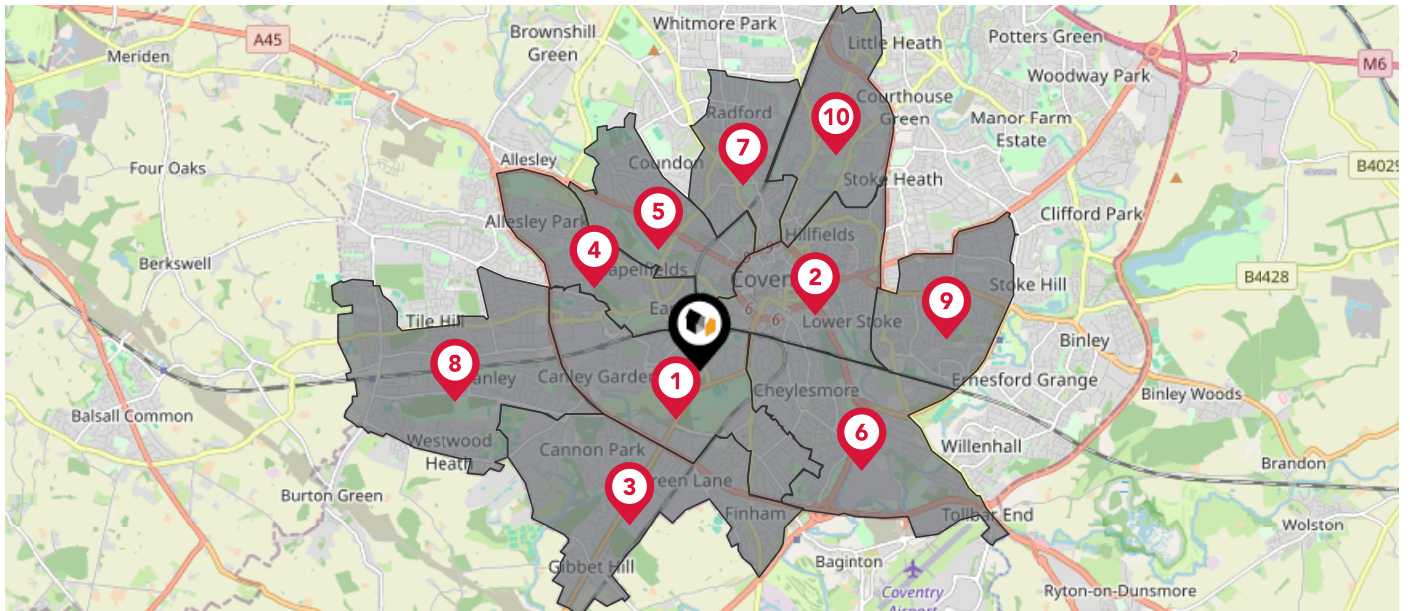 Whitmore Park
Brownshill
Green
Little Heath
Potters Green
A45
Meriden
M6
2
Woodway Park
Courthouse
Green
Radford
10
Manor Farm
Estate
7
Allesley
Coundon
Four Oaks
B4029
Stoke Heath
5
Clifford Park
Allesley Park
Hillfields
4
Berkswell
2
B4428
Stoke Hill
9
6
6
Tile Hill
Lower Stoke
Binley
8
1
Cheylesmore
Ernesford Grange
Binley Woods
Balsall Common
6
Westwood
Heath
Cannon Park
Willenhall
Brandon
3
Burton Green
Finham
Tollbar End
Wolston
Gibbet Hill
Baginton
Coventry
Airport
Ryton-on-Dunsmore